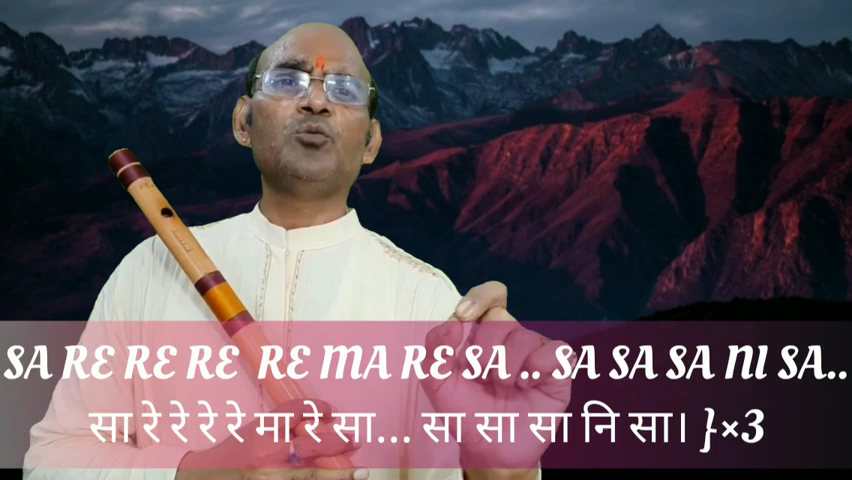 SA RE RE RE RE MA RE SA .. SA SA SA NI SA..
सा रे रे रे रे मा रे सा... सा सा सा नि सा। }×3